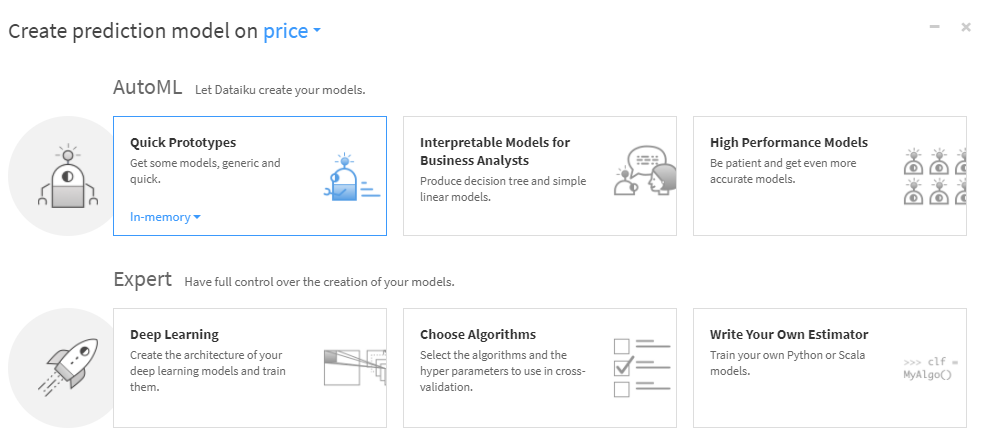 Create prediction model on price
AutoML Let Dataiku create your models.
Quick Prototypes
Get some models, generic and
quick.
In-memory
Interpretable Models for
Business Analysts
Produce decision tree and simple
linear models.
High Performance Models
Be patient and get even more
accurate models.
Expert Have full control over the creation of your models.
Deep Learning
Create the architecture of your
deep learning models and train
them.
Choose Algorithms
Select the algorithms and the
hyper parameters to use in cross-
validation.
Write Your Own Estimator
Train your own Python or Scala
models.
>>> clf =
MyAlgo()